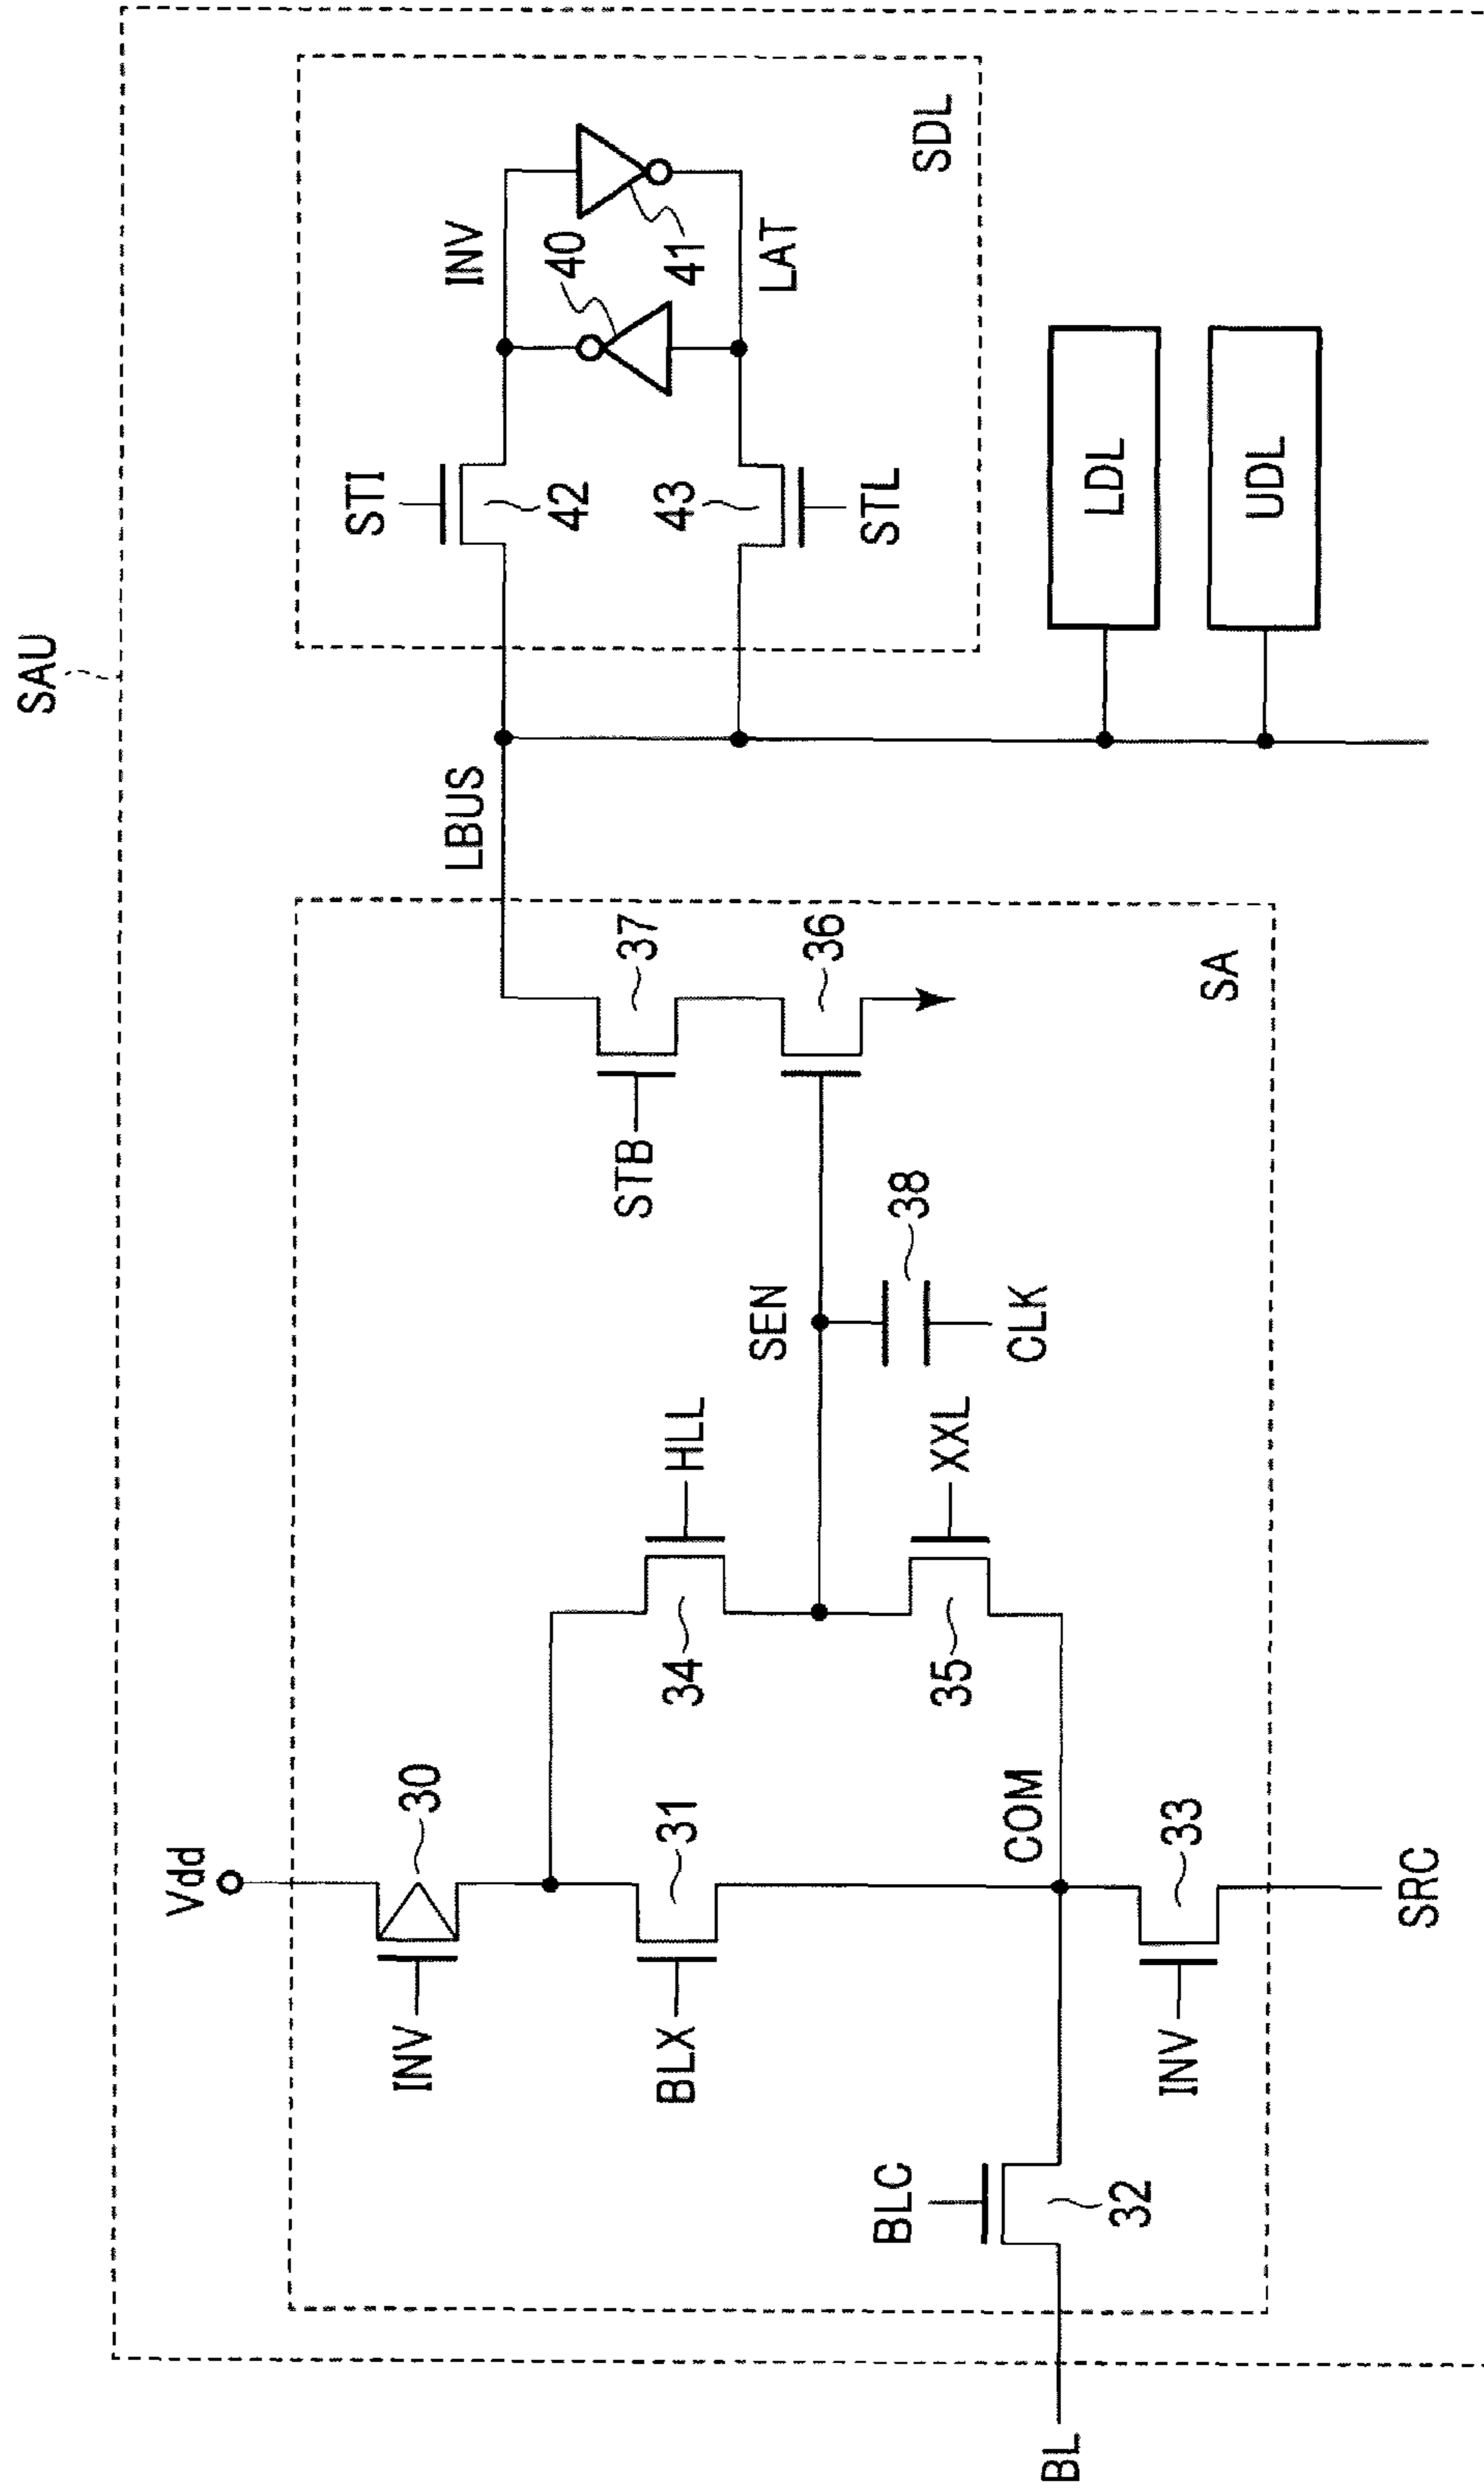 SAU
Vdd
INV
30
BLX
31
34
HLL
STB
37
LBUS
STI
42
INV
40
41
LAT
43
STL
SDL
SEN
38
CLK
36
BLC
32
COM
35
XXL
INV
33
SA
LDL
UDL
BL
SRC